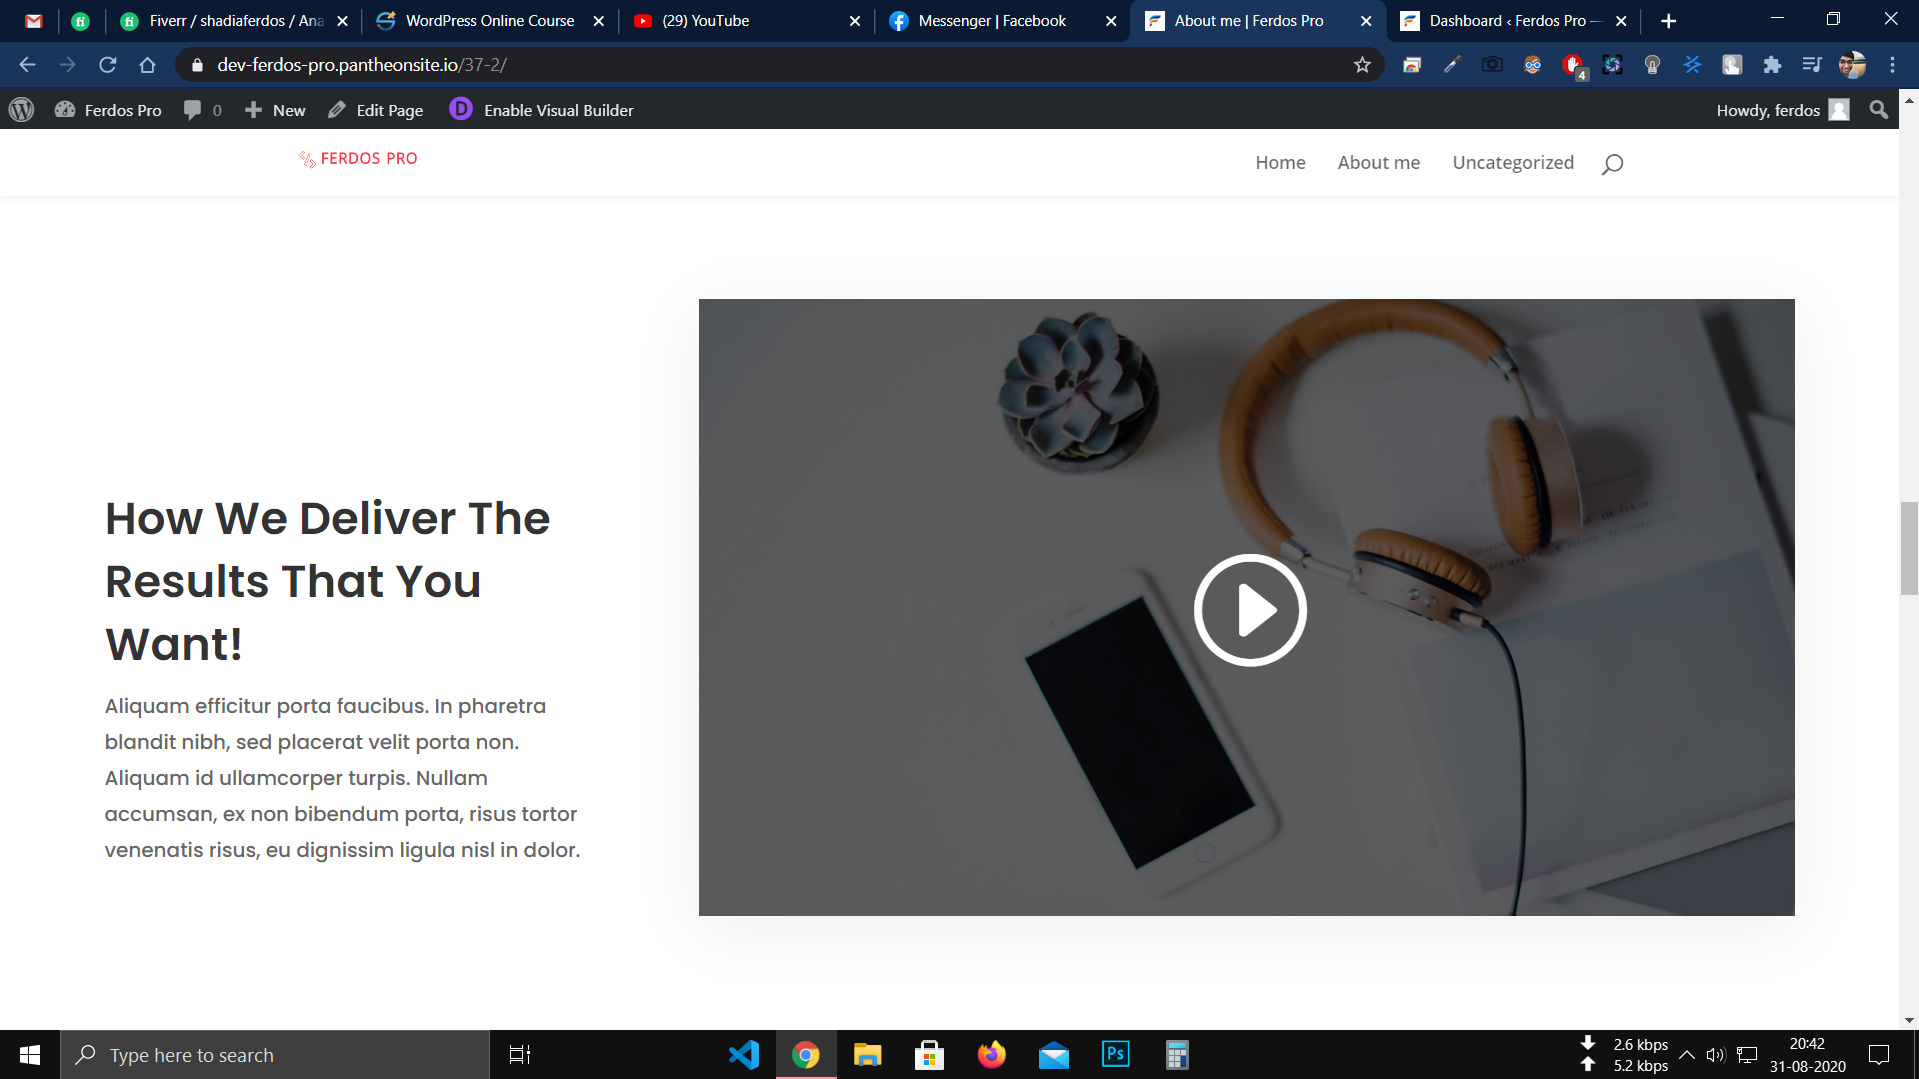 Fiverr / shadiaferdos / Ana
WordPress Online Course
(29) YouTube
Messenger | Facebook
About me | Ferdos Pro
Dashboard ‹ Ferdos Pro —
dev-ferdos-pro.pantheonsite.io/37-2/
4
Ferdos Pro
0
New
Edit Page
D
Enable Visual Builder
Howdy, ferdos
FERDOS PRO
Home
About me
Uncategorized
How We Deliver The
Results That You
Want!
Aliquam efficitur porta faucibus. In pharetra
blandit nibh, sed placerat velit porta non.
Aliquam id ullamcorper turpis. Nullam
accumsan, ex non bibendum porta, risus tortor
venenatis risus, eu dignissim ligula nisl in dolor.
Type here to search
Ps
2.6 kbps
5.2 kbps
20:42
31-08-2020